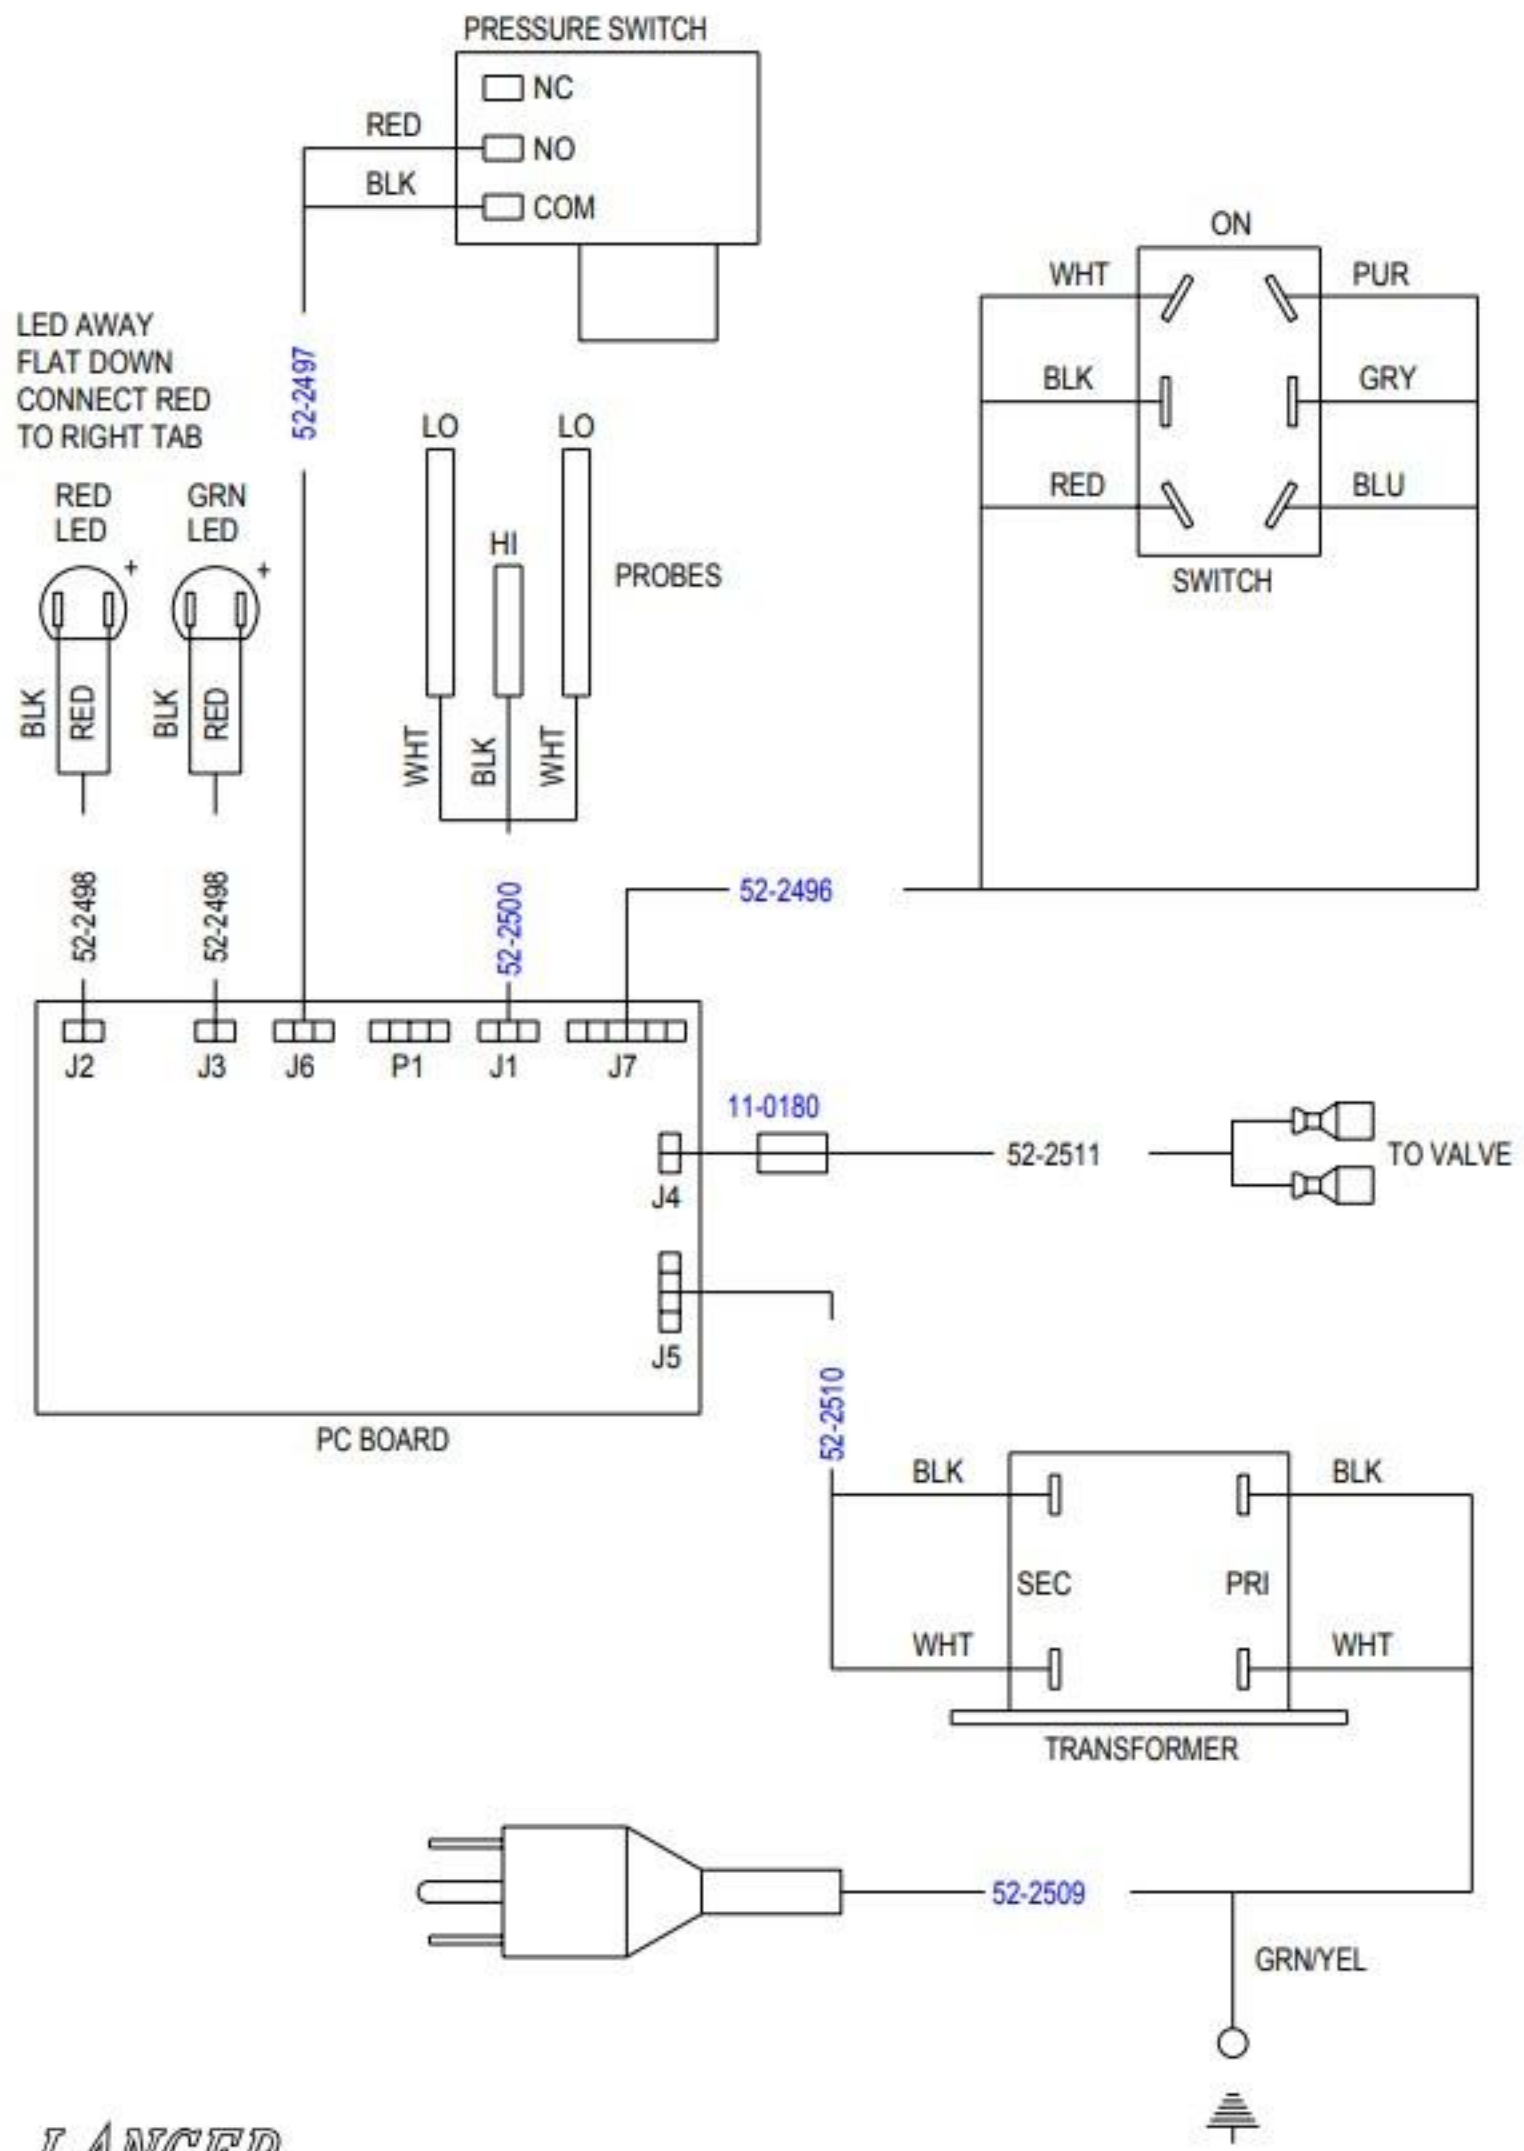 PRESSURE SWITCH
NC
RED
NO
BLK
COM
ON
WHT
PUR
BLK
GRY
RED
BLU
SWITCH
LED AWAY
FLAT DOWN
CONNECT RED
TO RIGHT TAB
52-2497
RED
LED
GRN
LED
+
+
BLK
RED
BLK
RED
LO
LO
HI
PROBES
WHT
BLK
WHT
52-2498
52-2498
52-2500
52-2496
J2
J3
J6
P1
J1
J7
11-0180
J4
52-2511
TO VALVE
J5
PC BOARD
52-2510
BLK
BLK
SEC
PRI
WHT
WHT
TRANSFORMER
52-2509
GRN/YEL
LANCER